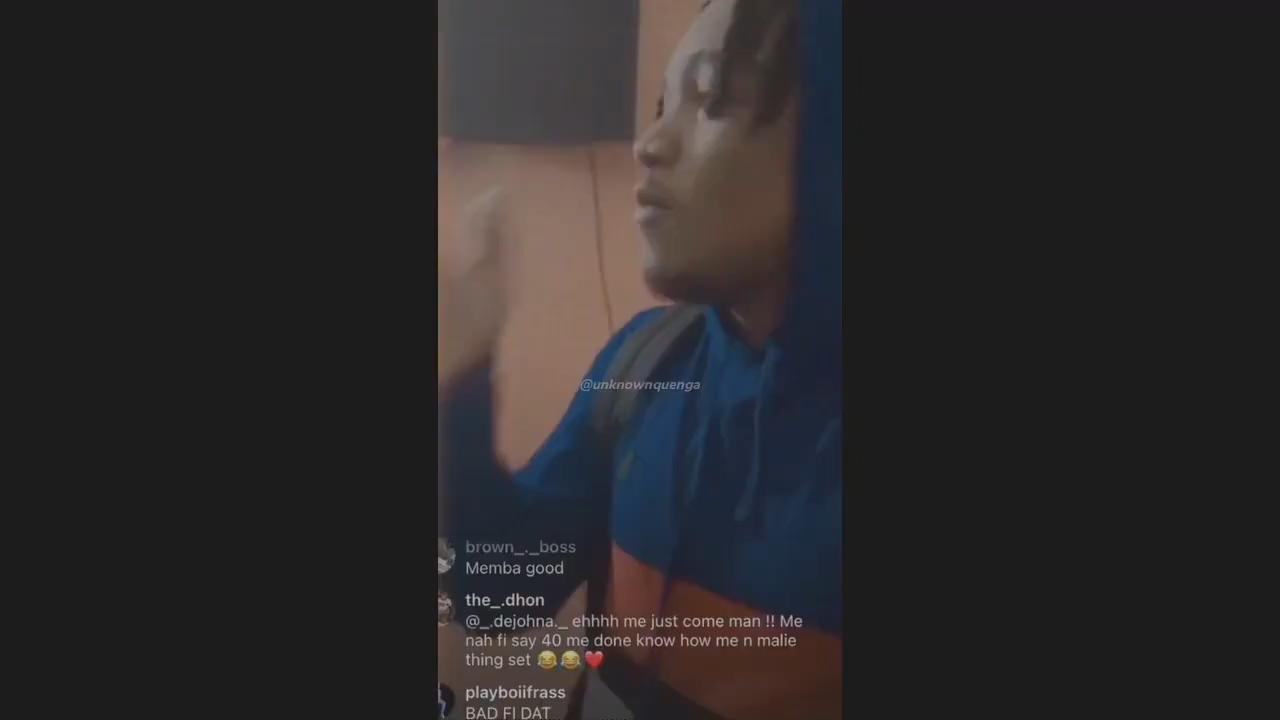 @unknownquenga
brown_._boss
Memba good
the_.dhon
@_.dejohna._ ehhhh me just come man !! Me
nah fi say 40 me done know how me n malie
thing set 😂😂❤️
playboiifrass
BAD FI DAT